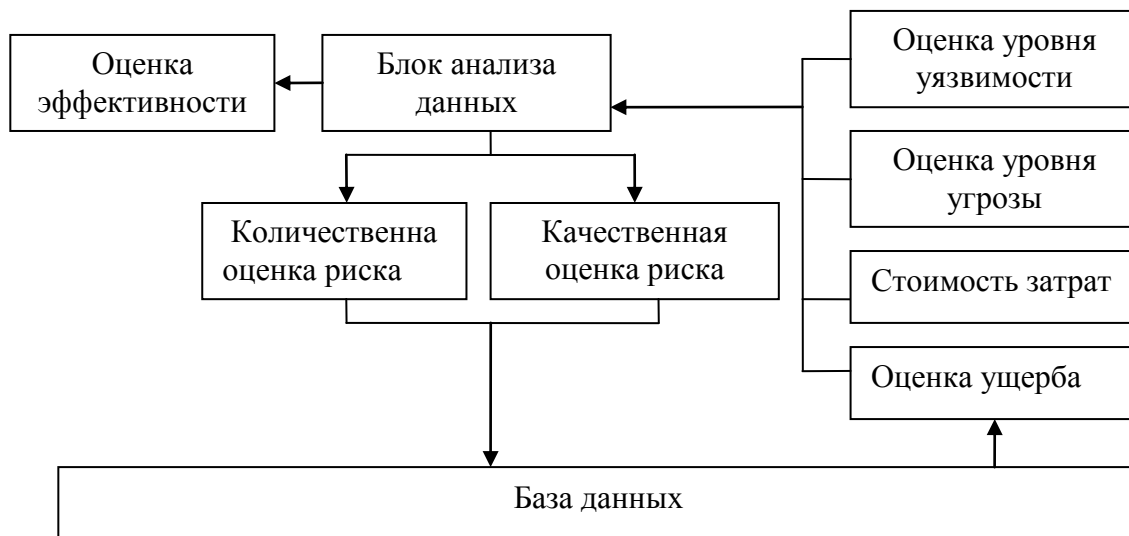 Оценка
эффективности
Блок анализа
данных
Оценка уровня
уязвимости
Оценка уровня
угрозы
Количественна
оценка риска
Качественная
оценка риска
Стоимость затрат
Оценка ущерба
База данных